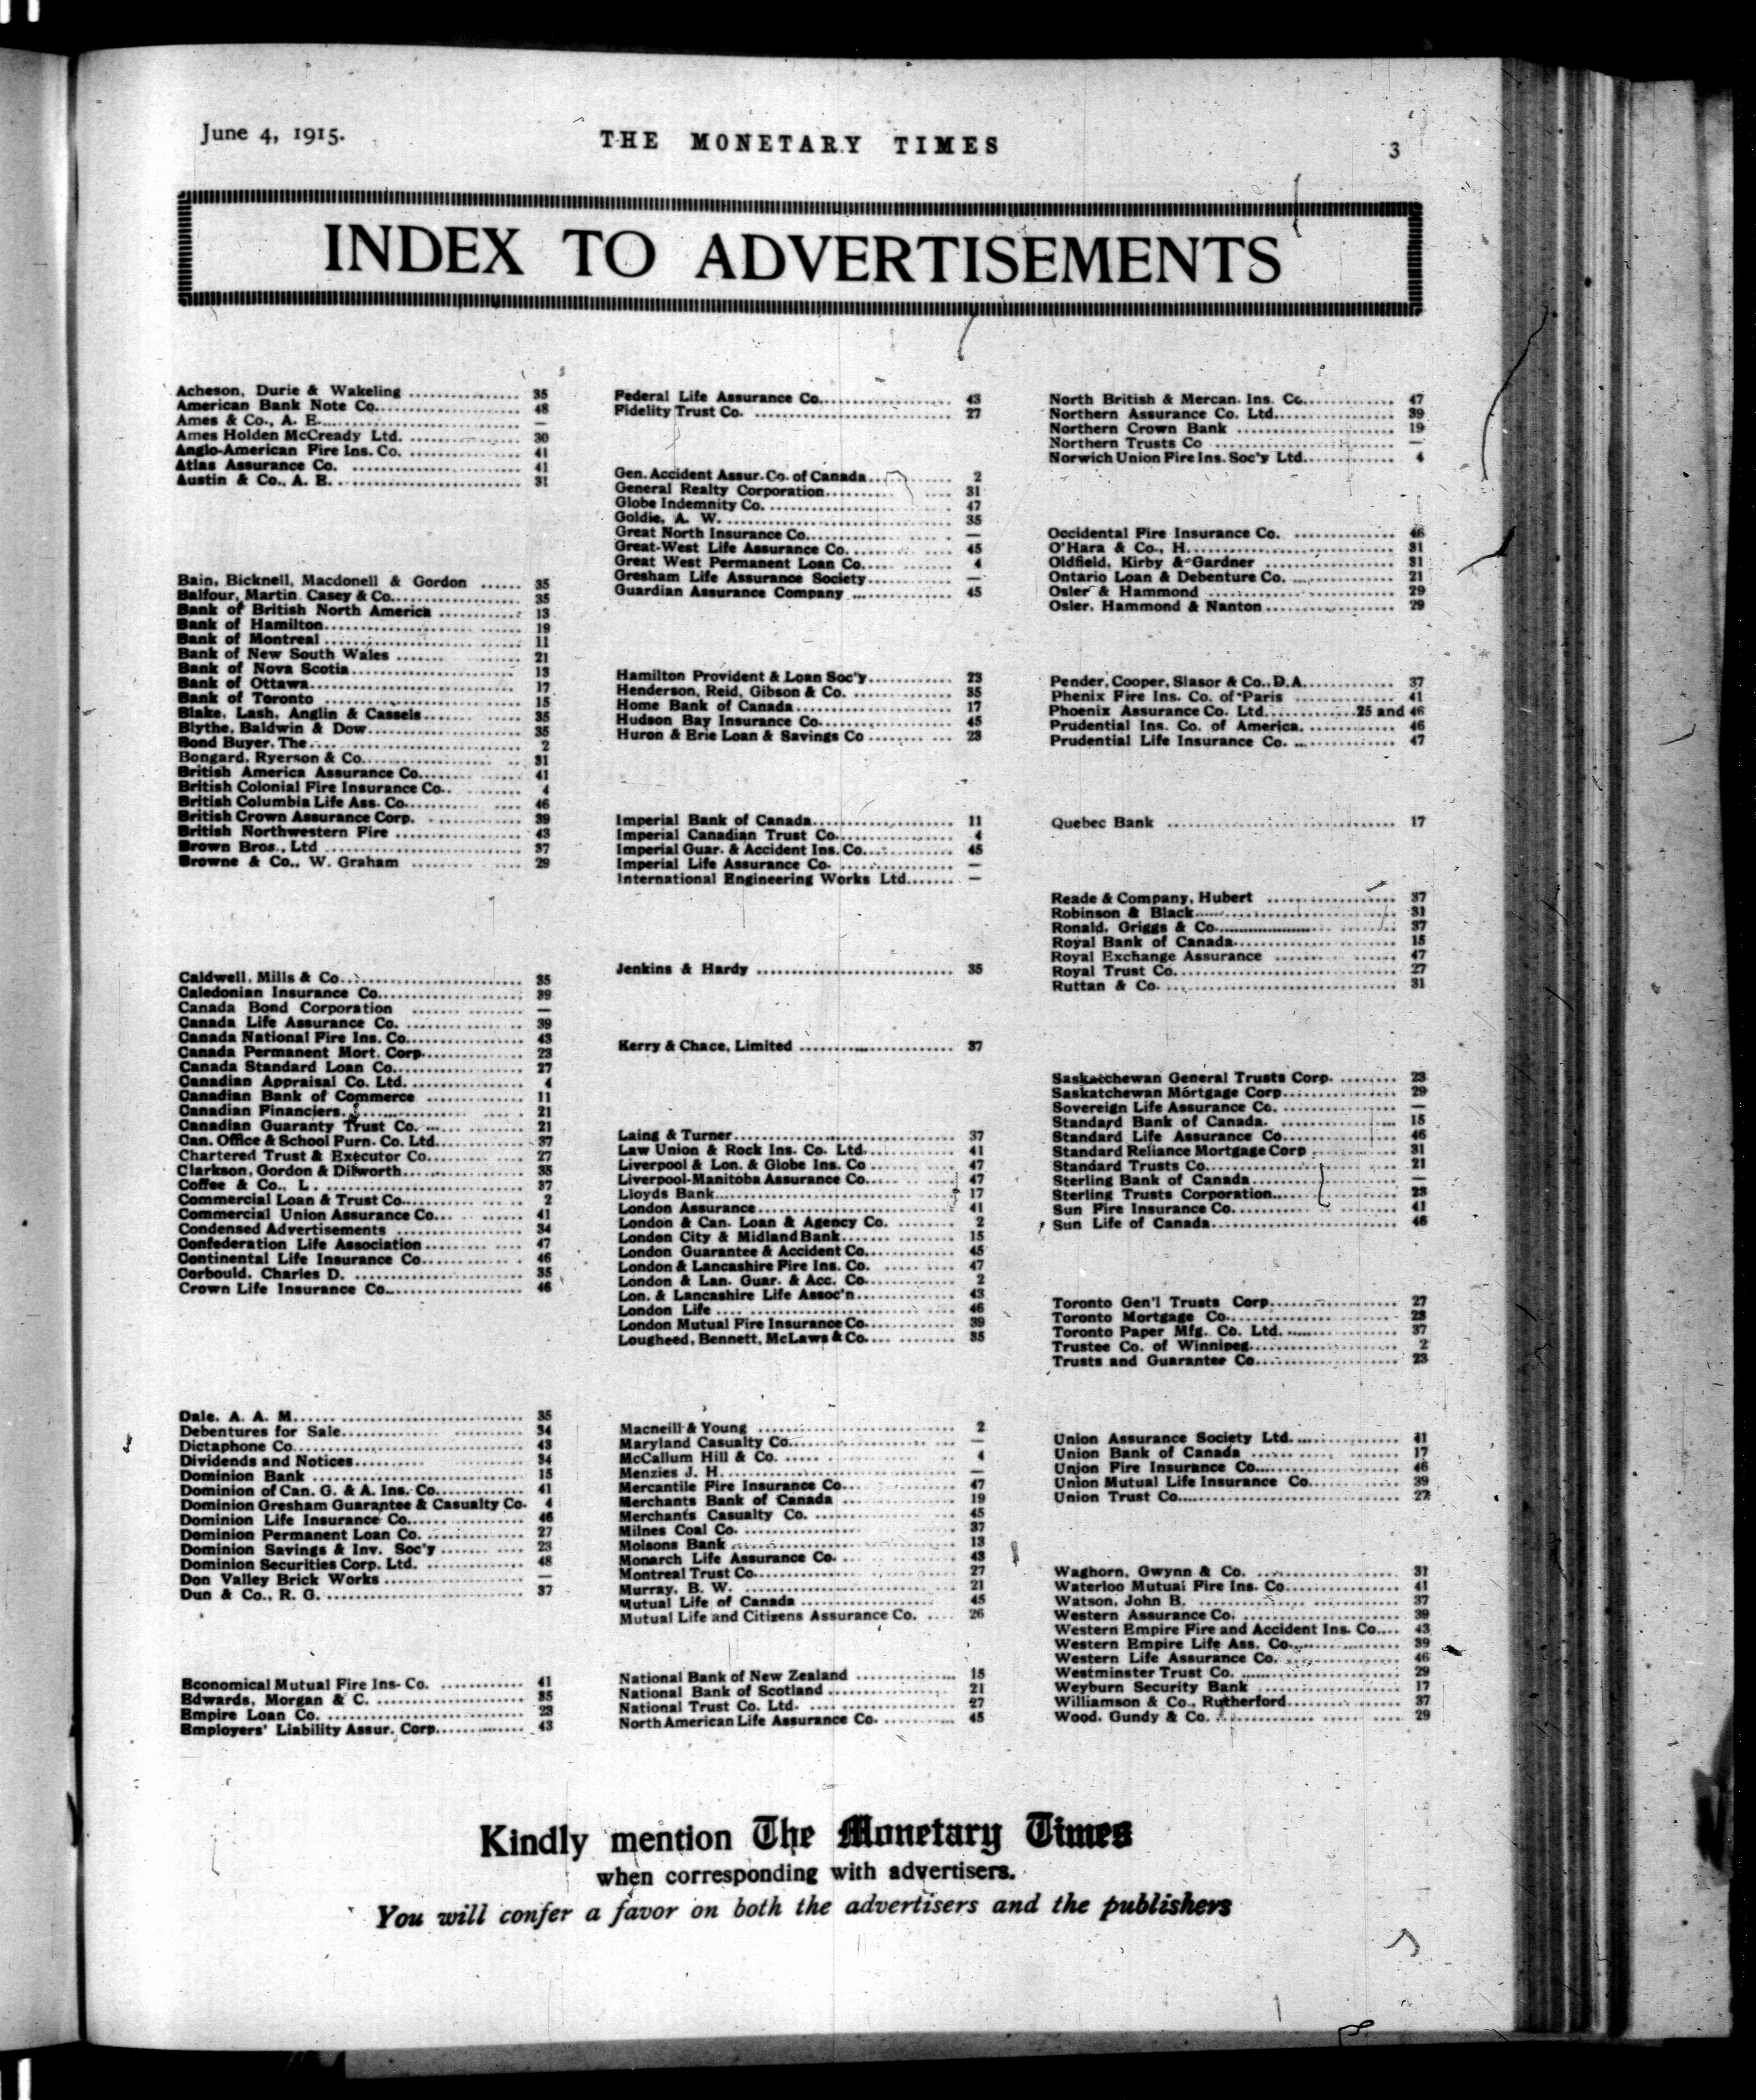 June 4, 1915.
THE MONETARY TIMES
3
INDEX TO ADVERTISEMENTS
Acheson, Durie & Wakeling 35
American Bank Note Co. 48
Ames & Co., A. E. —
Ames Holden McCready Ltd. 30
Anglo-American Fire Ins. Co. 41
Atlas Assurance Co. 41
Austin & Co., A. E. 31
Bain, Bicknell, Macdonell & Gordon 35
Balfour, Martin Casey & Co. 35
Bank of British North America 13
Bank of Hamilton 19
Bank of Montreal 11
Bank of New South Wales 21
Bank of Nova Scotia 13
Bank of Ottawa 17
Bank of Toronto 15
Blake, Lash, Anglin & Cassels 35
Blythe, Baldwin & Dow 35
Bond Buyer, The 2
Bongard, Ryerson & Co. 31
British America Assurance Co. 41
British Colonial Fire Insurance Co. 4
British Columbia Life Ass. Co. 46
British Crown Assurance Corp. 39
British Northwestern Fire 43
Brown Bros., Ltd 37
Browne & Co., W. Graham 29
Caldwell, Mills & Co. 35
Caledonian Insurance Co. 39
Canada Bond Corporation —
Canada Life Assurance Co. 39
Canada National Fire Ins. Co. 43
Canada Permanent Mort. Corp. 23
Canada Standard Loan Co. 27
Canadian Appraisal Co. Ltd. 4
Canadian Bank of Commerce 11
Canadian Financiers 21
Canadian Guaranty Trust Co. 21
Can. Office & School Furn. Co. Ltd. 37
Chartered Trust & Executor Co. 27
Clarkson, Gordon & Dilworth 35
Coffee & Co., L. 37
Commercial Loan & Trust Co. 2
Commercial Union Assurance Co. 41
Condensed Advertisements 34
Confederation Life Association 47
Continental Life Insurance Co. 46
Corbould, Charles D. 35
Crown Life Insurance Co. 46
Dale, A. A. M. 35
Debentures for Sale 34
Dictaphone Co. 43
Dividends and Notices 34
Dominion Bank 15
Dominion of Can. G. & A. Ins. Co. 41
Dominion Gresham Guarantee & Casualty Co. 4
Dominion Life Insurance Co. 46
Dominion Permanent Loan Co. 27
Dominion Savings & Inv. Soc'y 23
Dominion Securities Corp. Ltd. 48
Don Valley Brick Works —
Dun & Co., R. G. 37
Economical Mutual Fire Ins. Co. 41
Edwards, Morgan & C. 35
Empire Loan Co. 23
Employers' Liability Assur. Corp. 43
Federal Life Assurance Co. 43
Fidelity Trust Co. 27
Gen. Accident Assur. Co. of Canada 2
General Realty Corporation 31
Globe Indemnity Co. 47
Goldie, A. W. 35
Great North Insurance Co. —
Great-West Life Assurance Co. 45
Great West Permanent Loan Co. 4
Gresham Life Assurance Society —
Guardian Assurance Company 45
Hamilton Provident & Loan Soc'y 23
Henderson, Reid, Gibson & Co. 35
Home Bank of Canada 17
Hudson Bay Insurance Co. 45
Huron & Erie Loan & Savings Co 23
Imperial Bank of Canada 11
Imperial Canadian Trust Co. 4
Imperial Guar. & Accident Ins. Co. 45
Imperial Life Assurance Co. —
International Engineering Works Ltd. —
Jenkins & Hardy 35
Kerry & Chace, Limited 37
Laing & Turner 37
Law Union & Rock Ins. Co. Ltd. 41
Liverpool & Lon. & Globe Ins. Co 47
Liverpool-Manitoba Assurance Co. 47
Lloyds Bank 17
London Assurance 41
London & Can. Loan & Agency Co. 2
London City & Midland Bank 15
London Guarantee & Accident Co. 45
London & Lancashire Fire Ins. Co. 47
London & Lan. Guar. & Acc. Co. 2
Lon. & Lancashire Life Assoc'n 43
London Life 46
London Mutual Fire Insurance Co. 39
Lougheed, Bennett, McLaws & Co. 35
Macneill & Young 2
Maryland Casualty Co. —
McCallum Hill & Co. 4
Menzies J. H. —
Mercantile Fire Insurance Co. 47
Merchants Bank of Canada 19
Merchants Casualty Co. 45
Milnes Coal Co. 37
Molsons Bank 13
Monarch Life Assurance Co. 43
Montreal Trust Co. 27
Murray, B. W. 21
Mutual Life of Canada 45
Mutual Life and Citizens Assurance Co. 26
National Bank of New Zealand 15
National Bank of Scotland 21
National Trust Co. Ltd. 27
North American Life Assurance Co. 45
North British & Mercan. Ins. Co. 47
Northern Assurance Co. Ltd. 39
Northern Crown Bank 19
Northern Trusts Co —
Norwich Union Fire Ins. Soc'y Ltd. 4
Occidental Fire Insurance Co. 46
O'Hara & Co., H. 31
Oldfield, Kirby & Gardner 31
Ontario Loan & Debenture Co. 21
Osler & Hammond 29
Osler, Hammond & Nanton 29
Pender, Cooper, Slasor & Co., D.A. 37
Phenix Fire Ins. Co. of Paris 41
Phoenix Assurance Co. Ltd. 25 and 46
Prudential Ins. Co. of America 46
Prudential Life Insurance Co. 47
Quebec Bank 17
Reade & Company, Hubert 37
Robinson & Black 31
Ronald, Griggs & Co. 37
Royal Bank of Canada 15
Royal Exchange Assurance 47
Royal Trust Co. 27
Ruttan & Co. 31
Saskatchewan General Trusts Corp. 23
Saskatchewan Mortgage Corp. 29
Sovereign Life Assurance Co. —
Standard Bank of Canada 15
Standard Life Assurance Co. 46
Standard Reliance Mortgage Corp 31
Standard Trusts Co. 21
Sterling Bank of Canada —
Sterling Trusts Corporation 23
Sun Fire Insurance Co. 41
Sun Life of Canada 46
Toronto Gen'l Trusts Corp. 27
Toronto Mortgage Co. 23
Toronto Paper Mfg. Co. Ltd. 37
Trustee Co. of Winnipeg 2
Trusts and Guarantee Co. 23
Union Assurance Society Ltd. 41
Union Bank of Canada 17
Union Fire Insurance Co. 46
Union Mutual Life Insurance Co. 39
Union Trust Co. 27
Waghorn, Gwynn & Co. 31
Waterloo Mutual Fire Ins. Co. 41
Watson, John B. 37
Western Assurance Co. 39
Western Empire Fire and Accident Ins. Co. 43
Western Empire Life Ass. Co. 39
Western Life Assurance Co. 46
Westminster Trust Co. 29
Weyburn Security Bank 17
Williamson & Co., Rutherford 37
Wood, Gundy & Co. 29
Kindly mention The Monetary Times
when corresponding with advertisers.
You will confer a favor on both the advertisers and the publishers